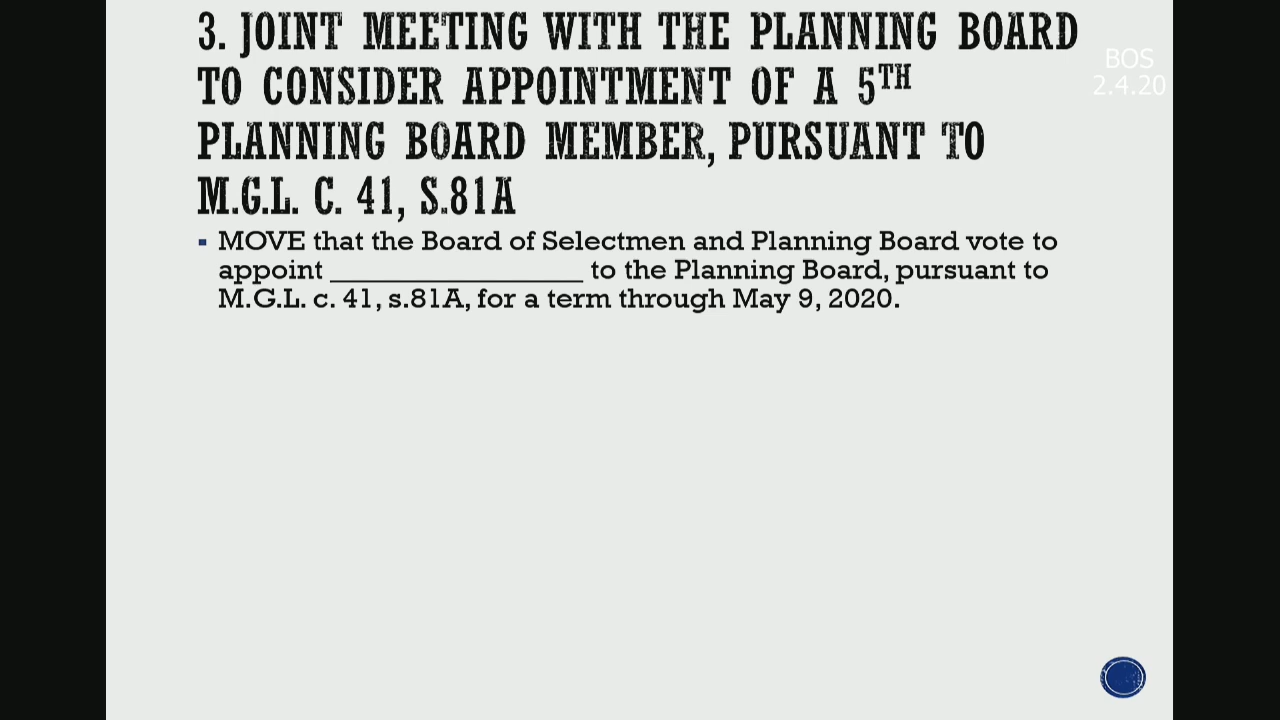 3. JOINT MEETING WITH THE PLANNING BOARD
TO CONSIDER APPOINTMENT OF A 5TH
PLANNING BOARD MEMBER, PURSUANT TO
M.G.L. C. 41, S.81A
BOS
2.4.20
▪ MOVE that the Board of Selectmen and Planning Board vote to
appoint __________________ to the Planning Board, pursuant to
M.G.L. c. 41, s.81A, for a term through May 9, 2020.